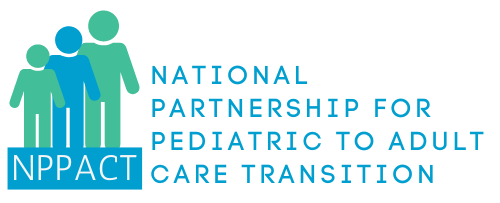 NATIONAL
PARTNERSHIP FOR
PEDIATRIC TO ADULT
CARE TRANSITION
NPPACT